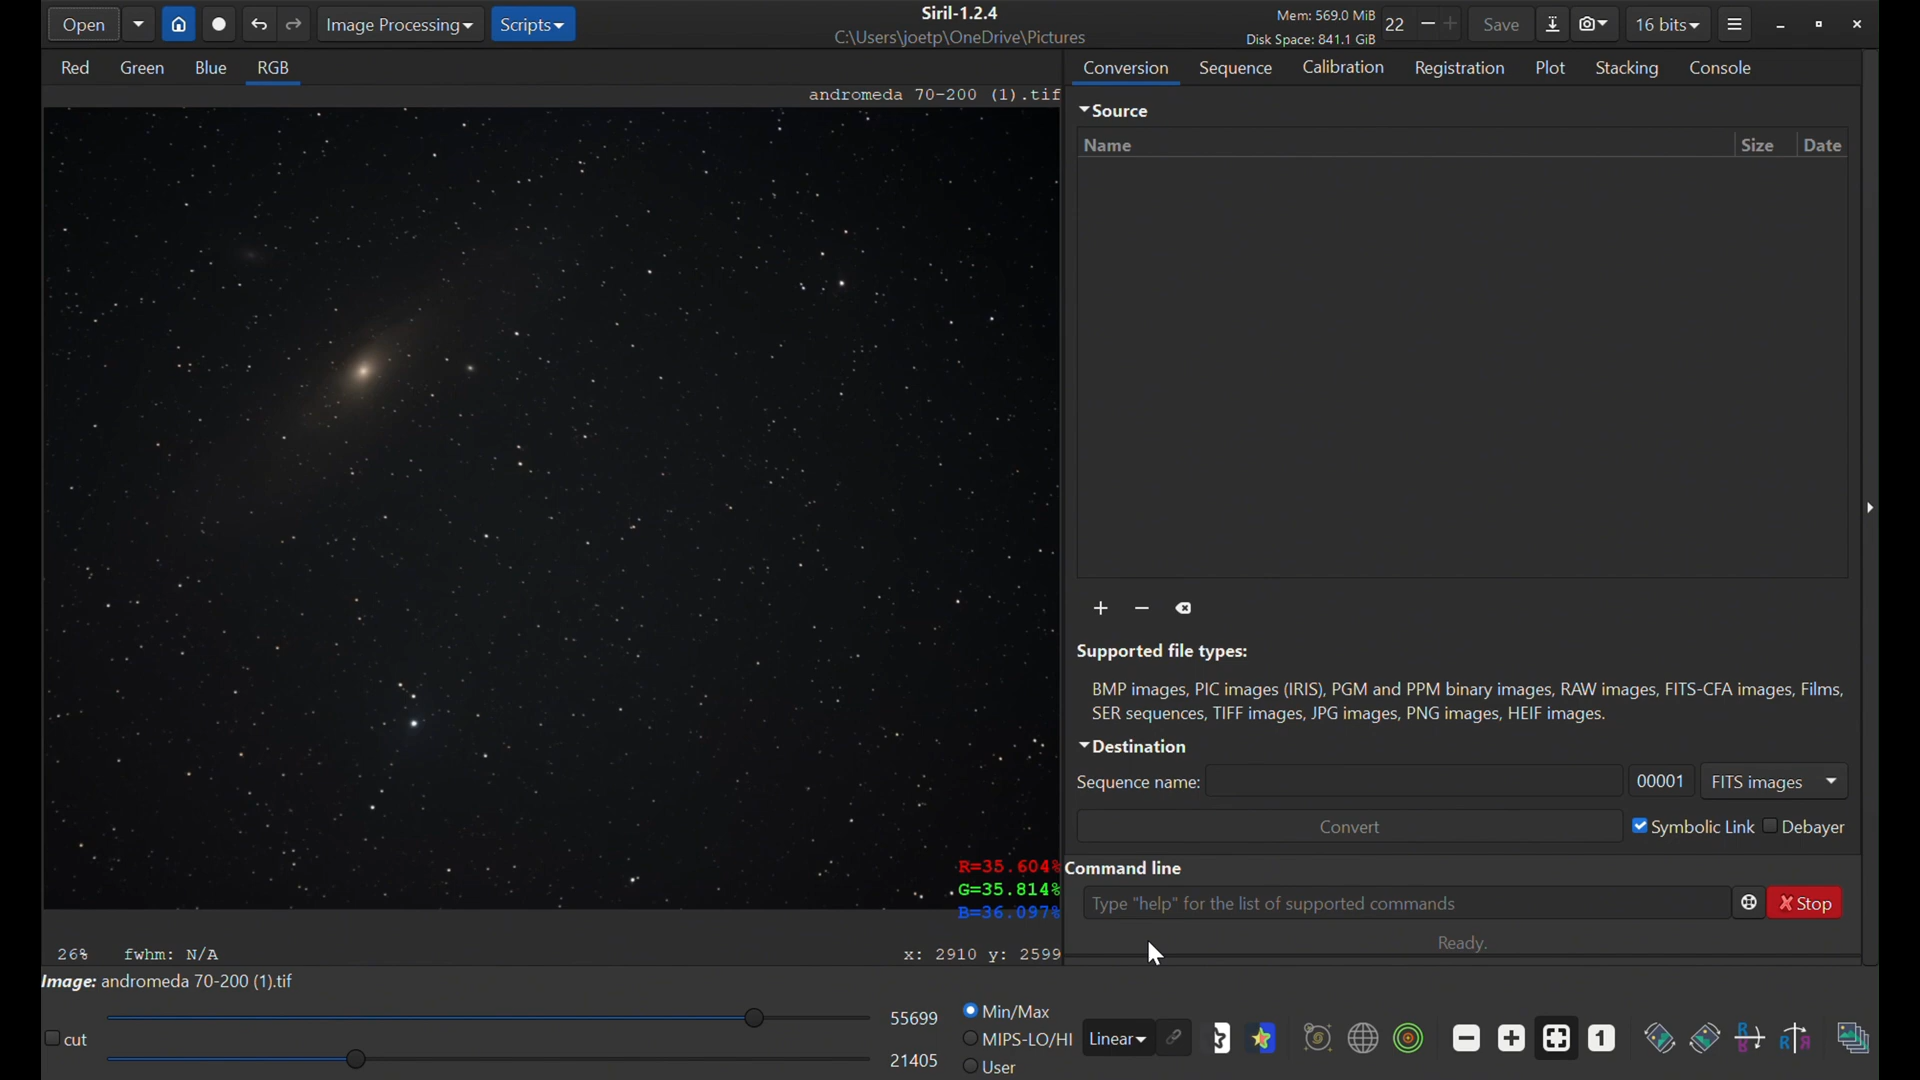 Open
Image Processing
Scripts
Siril-1.2.4
C:\Users\joetp\OneDrive\Pictures
Mem: 569.0 MiB
Disk Space: 841.1 GiB
22
Save
16 bits
Red Green Blue RGB
andromeda 70-200 (1).tif
Conversion Sequence Calibration Registration Plot Stacking Console
Source
Name Size Date
Supported file types:
BMP images, PIC images (IRIS), PGM and PPM binary images, RAW images, FITS-CFA images, Films,
SER sequences, TIFF images, JPG images, PNG images, HEIF images.
Destination
Sequence name: 00001 FITS images
Convert Symbolic Link Debayer
R=35.604%
G=35.814%
B=36.097%
Command line
Type "help" for the list of supported commands
Stop
Ready.
26% fwhm: N/A x: 2910 y: 2599
Image: andromeda 70-200 (1).tif
cut
55699
21405
Min/Max
MIPS-LO/HI
User
Linear
1
R R
R R